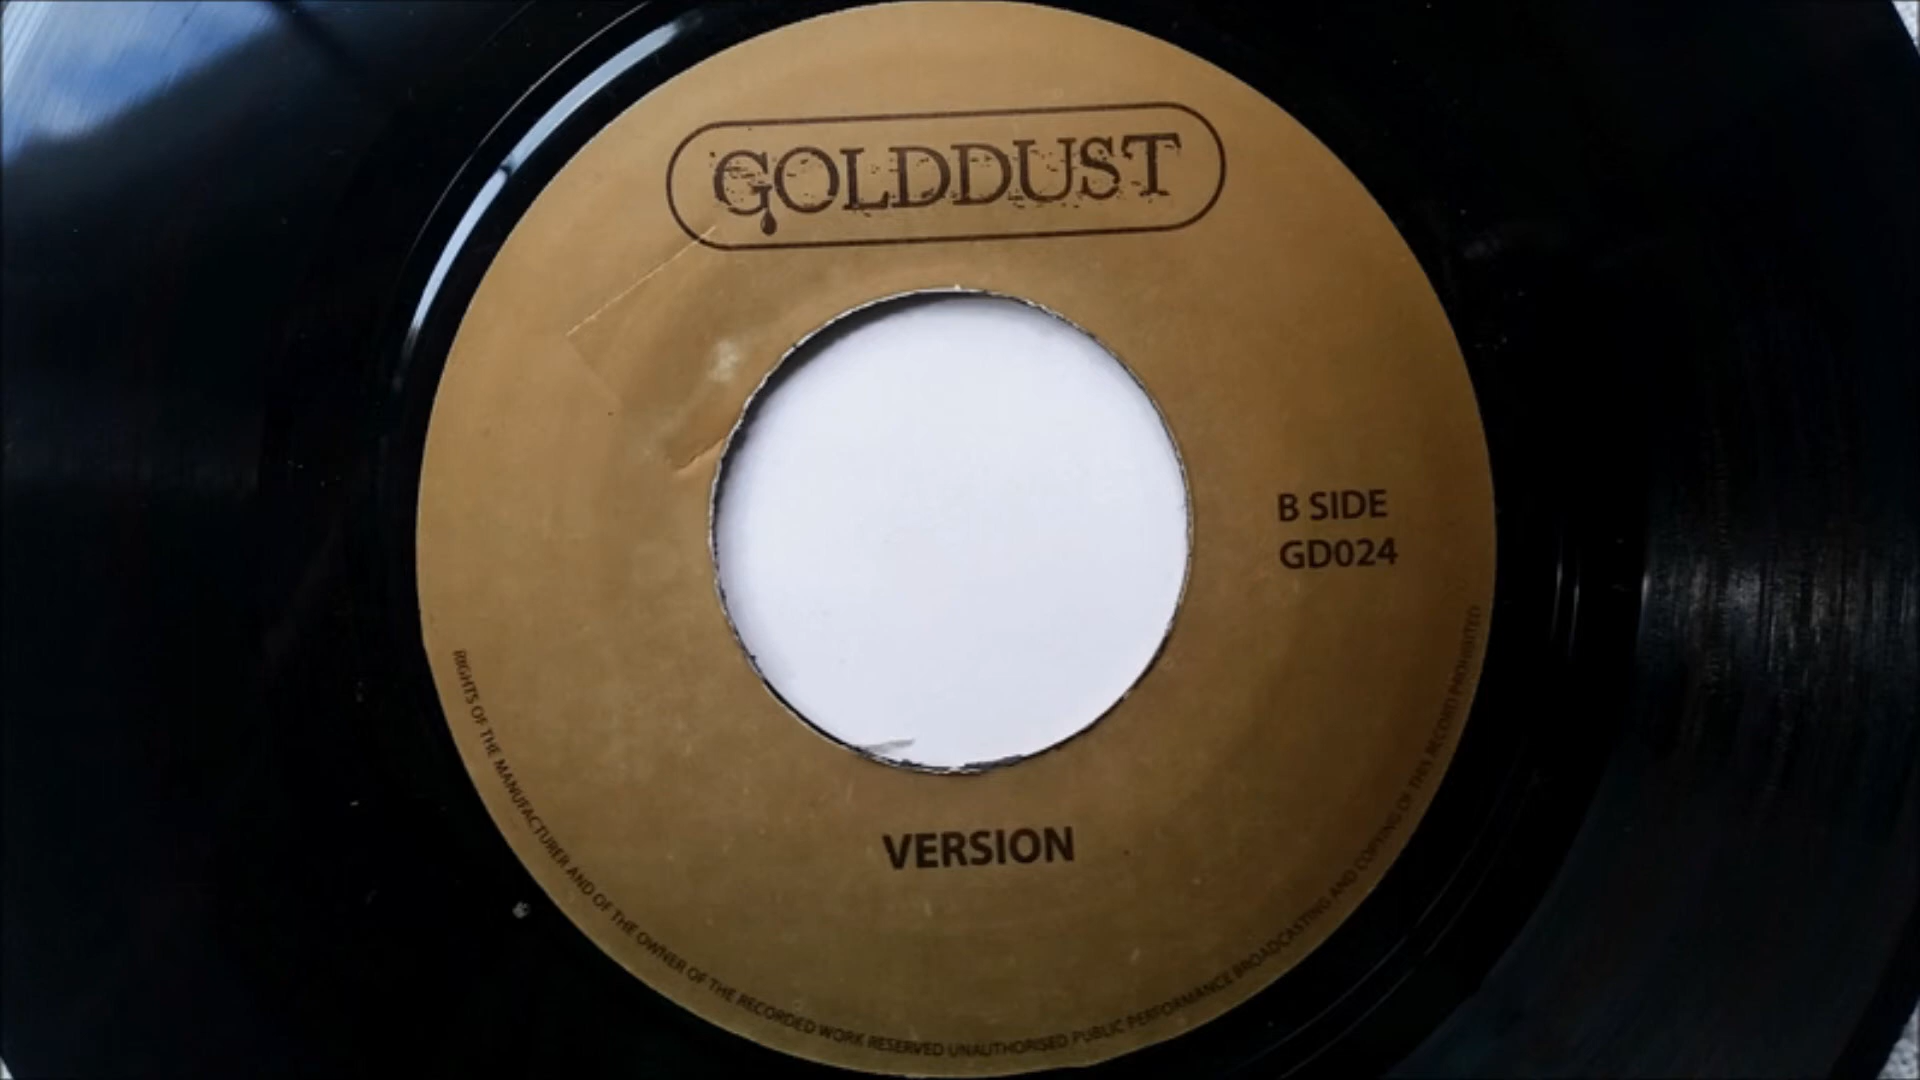 GOLDDUST
B SIDE
GD024
VERSION
RIGHTS OF THE MANUFACTURER AND OF THE OWNER OF THE RECORDED WORK RESERVED UNAUTHORISED PUBLIC PERFORMANCE BROADCASTING AND COPYING OF THIS RECORD PROHIBITED